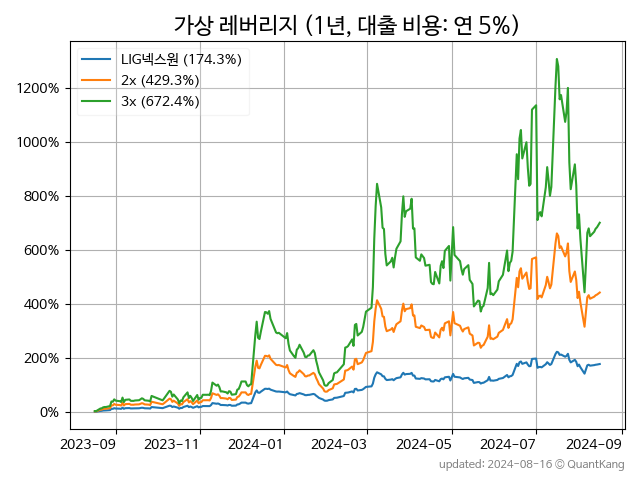 가상 레버리지 (1년, 대출 비용: 연 5%)
LIG넥스원 (174.3%)
2x (429.3%)
3x (672.4%)
1200%
1000%
800%
600%
400%
200%
0%
2023-09 2023-11 2024-01 2024-03 2024-05 2024-07 2024-09
updated: 2024-08-16 © QuantKang